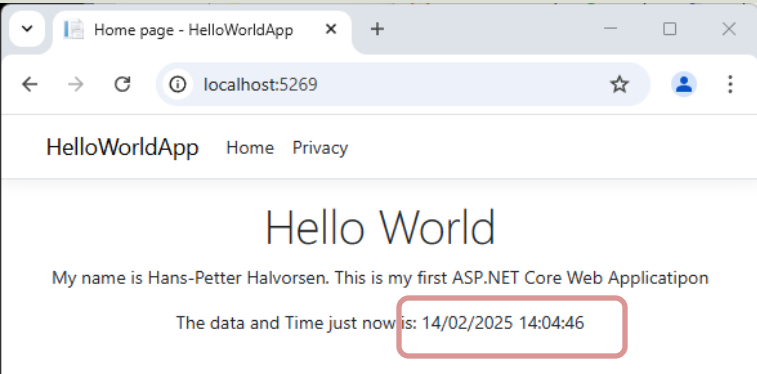 Home page - HelloWorldApp
localhost:5269
HelloWorldApp Home Privacy
Hello World
My name is Hans-Petter Halvorsen. This is my first ASP.NET Core Web Applicatipon
The data and Time just now is: 14/02/2025 14:04:46